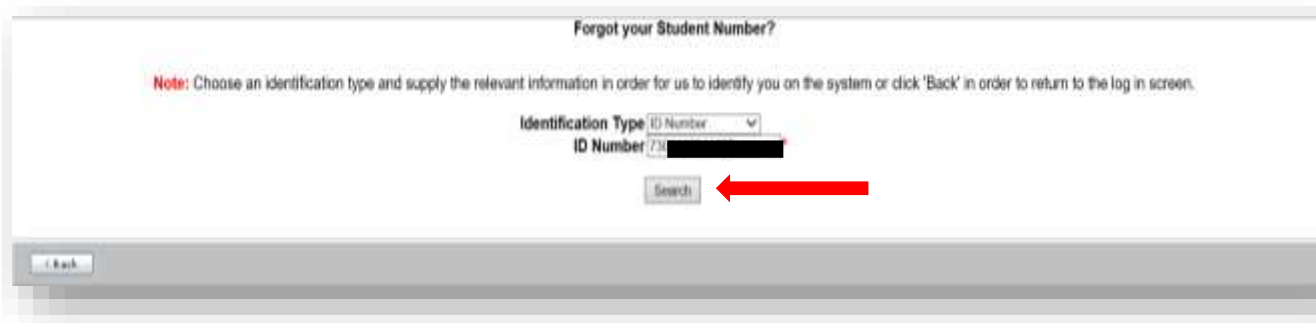 Forgot your Student Number?
Note: Choose an identification type and supply the relevant information in order for us to identify you on the system or click 'Back' in order to return to the log in screen.
Identification Type ID Number
ID Number 730
Search
< Back